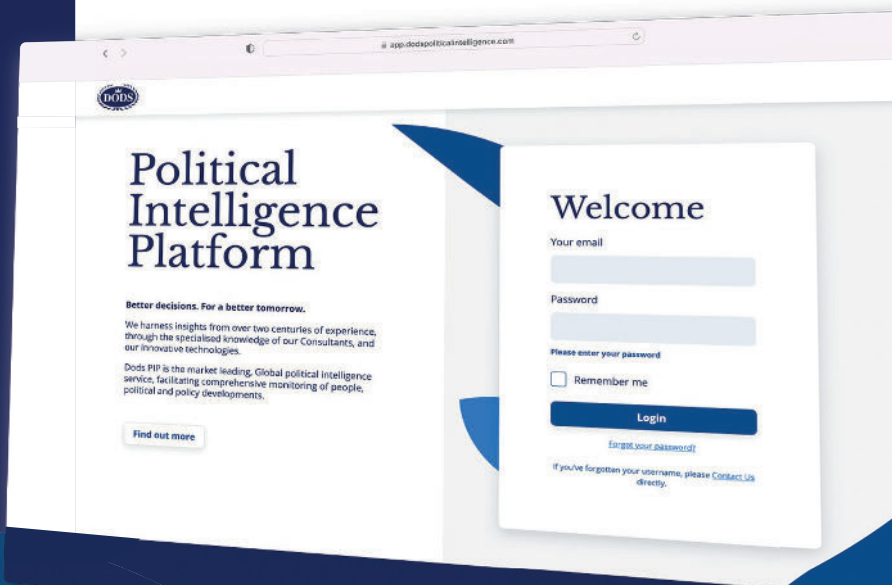 app.dodspoliticalintelligence.com
DODS
Political
Intelligence
Platform
Better decisions. For a better tomorrow.
We harness insights from over two centuries of experience,
through the specialised knowledge of our Consultants, and
our innovative technologies.
Dods PIP is the market leading, Global political intelligence
service, facilitating comprehensive monitoring of people,
political and policy developments.
Find out more
Welcome
Your email
Password
Please enter your password
Remember me
Login
Forgot your password?
If you've forgotten your username, please Contact Us
directly.